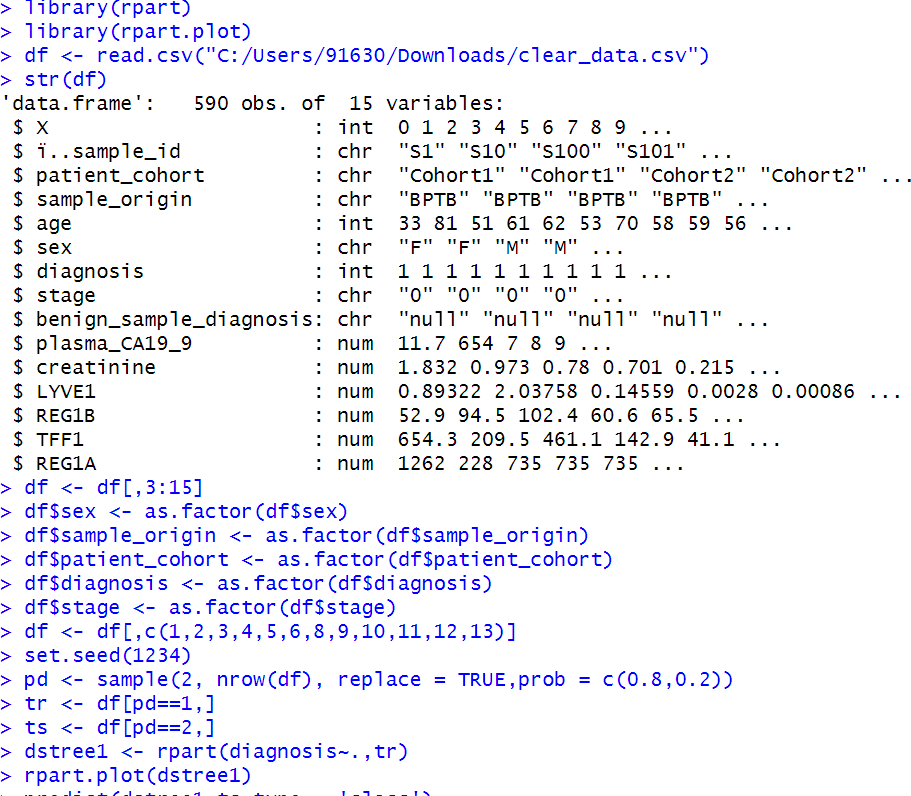 > library(rpart)
> library(rpart.plot)
> df <- read.csv("C:/Users/91630/Downloads/clear_data.csv")
> str(df)
'data.frame':   590 obs. of  15 variables:
 $ X                     : int  0 1 2 3 4 5 6 7 8 9 ...
 $ ï..sample_id          : chr  "S1" "S10" "S100" "S101" ...
 $ patient_cohort        : chr  "Cohort1" "Cohort1" "Cohort2" "Cohort2" ...
 $ sample_origin         : chr  "BPTB" "BPTB" "BPTB" "BPTB" ...
 $ age                   : int  33 81 51 61 62 53 70 58 59 56 ...
 $ sex                   : chr  "F" "F" "M" "M" ...
 $ diagnosis             : int  1 1 1 1 1 1 1 1 1 1 ...
 $ stage                 : chr  "0" "0" "0" "0" ...
 $ benign_sample_diagnosis: chr  "null" "null" "null" "null" ...
 $ plasma_CA19_9         : num  11.7 654 7 8 9 ...
 $ creatinine            : num  1.832 0.973 0.78 0.701 0.215 ...
 $ LYVE1                 : num  0.89322 2.03758 0.14559 0.0028 0.00086 ...
 $ REG1B                 : num  52.9 94.5 102.4 60.6 65.5 ...
 $ TFF1                  : num  654.3 209.5 461.1 142.9 41.1 ...
 $ REG1A                 : num  1262 228 735 735 735 ...
> df <- df[,3:15]
> df$sex <- as.factor(df$sex)
> df$sample_origin <- as.factor(df$sample_origin)
> df$patient_cohort <- as.factor(df$patient_cohort)
> df$diagnosis <- as.factor(df$diagnosis)
> df$stage <- as.factor(df$stage)
> df <- df[,c(1,2,3,4,5,6,8,9,10,11,12,13)]
> set.seed(1234)
> pd <- sample(2, nrow(df), replace = TRUE,prob = c(0.8,0.2))
> tr <- df[pd==1,]
> ts <- df[pd==2,]
> dstree1 <- rpart(diagnosis~.,tr)
> rpart.plot(dstree1)